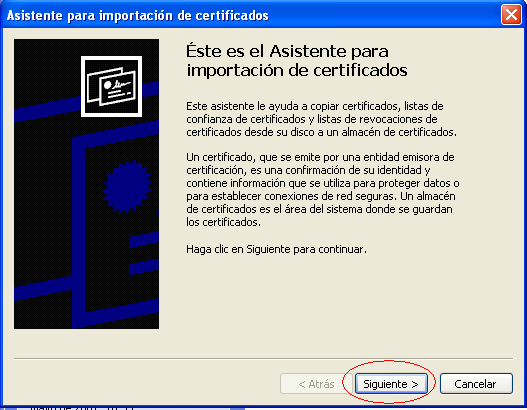 Asistente para importación de certificados
Éste es el Asistente para
importación de certificados
Este asistente le ayuda a copiar certificados, listas de
confianza de certificados y listas de revocaciones de
certificados desde su disco a un almacén de certificados.
Un certificado, que se emite por una entidad emisora de
certificación, es una confirmación de su identidad y
contiene información que se utiliza para proteger datos o
para establecer conexiones de red seguras. Un almacén
de certificados es el área del sistema donde se guardan
los certificados.
Haga clic en Siguiente para continuar.
< Atrás
Siguiente >
Cancelar